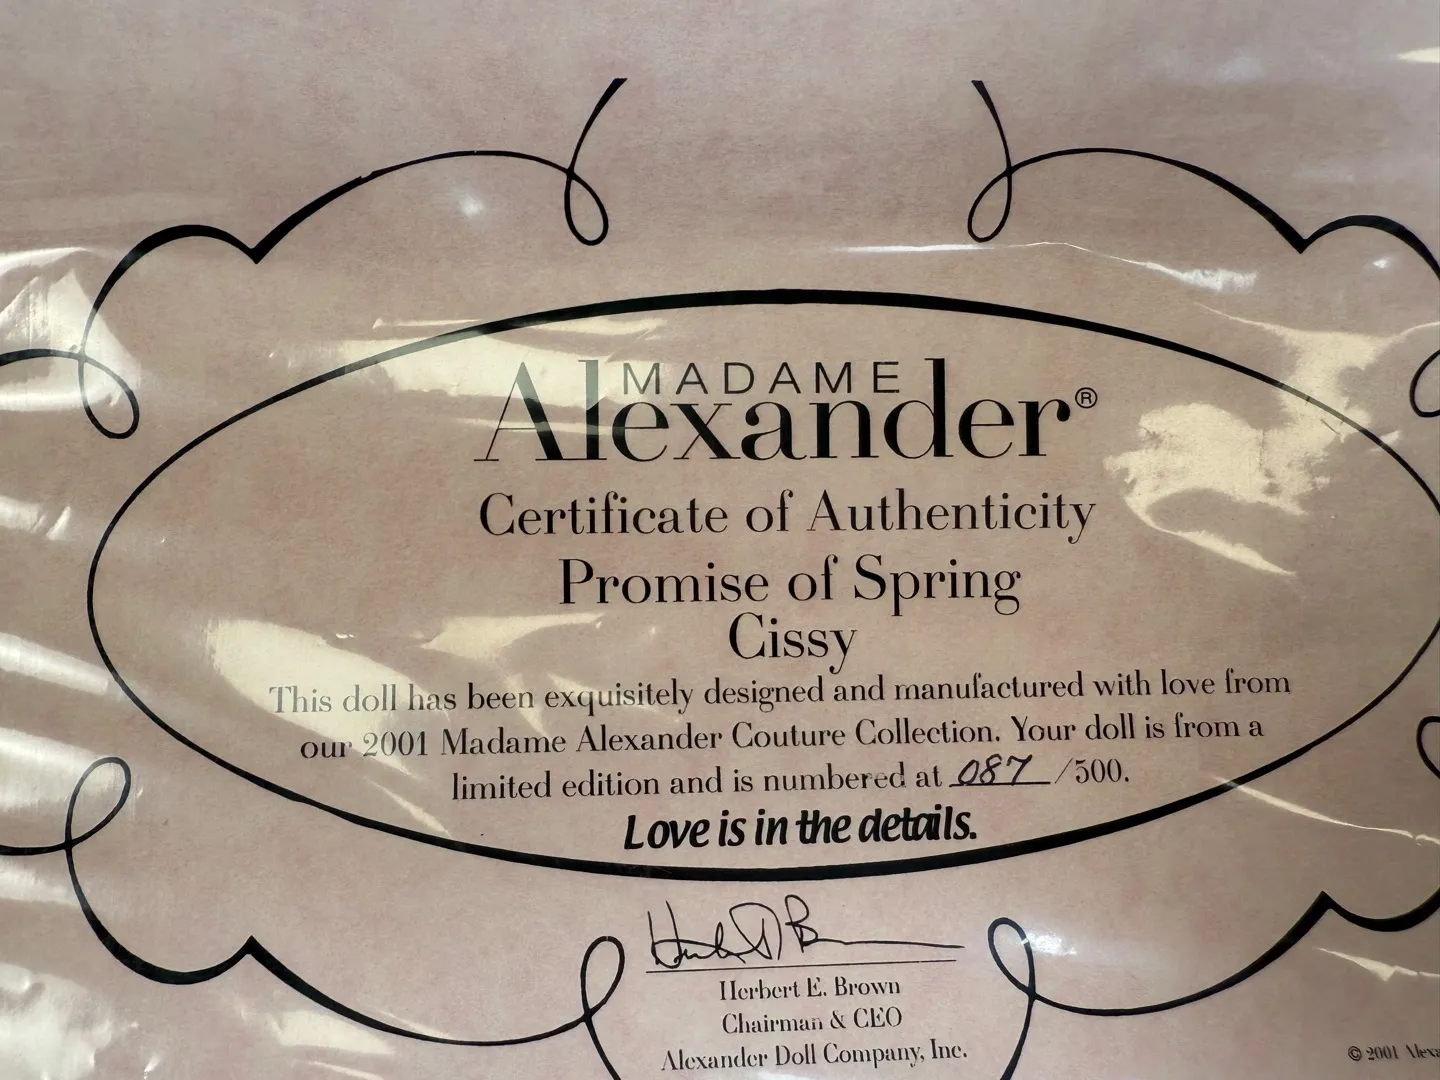 MADAME
Alexander®
Certificate of Authenticity
Promise of Spring
Cissy
This doll has been exquisitely designed and manufactured with love from
our 2001 Madame Alexander Couture Collection. Your doll is from a
limited edition and is numbered at 087/500.
Love is in the details.
Herbert E. Brown
Chairman & CEO
Alexander Doll Company, Inc.
© 2001